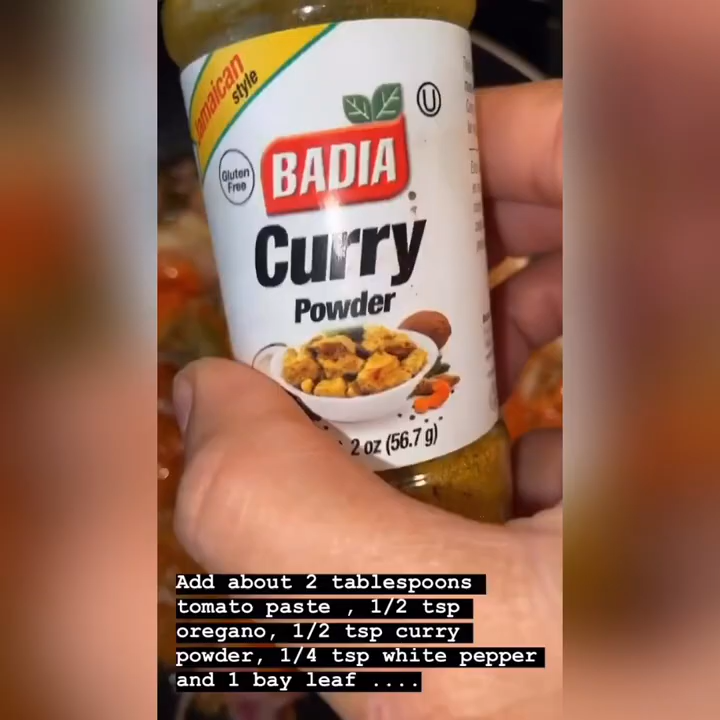 Jamaican
style
U
Gluten
Free
BADIA
Curry
Powder
2 oz (56.7 g)
Add about 2 tablespoons
tomato paste , 1/2 tsp
oregano, 1/2 tsp curry
powder, 1/4 tsp white pepper
and 1 bay leaf ....